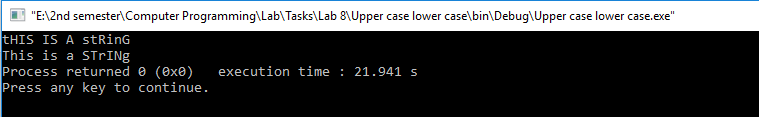 "E:\2nd semester\Computer Programming\Lab\Tasks\Lab 8\Upper case lower case\bin\Debug\Upper case lower case.exe"
tHIS IS A stRinG
This is a STrINg
Process returned 0 (0x0)   execution time : 21.941 s
Press any key to continue.